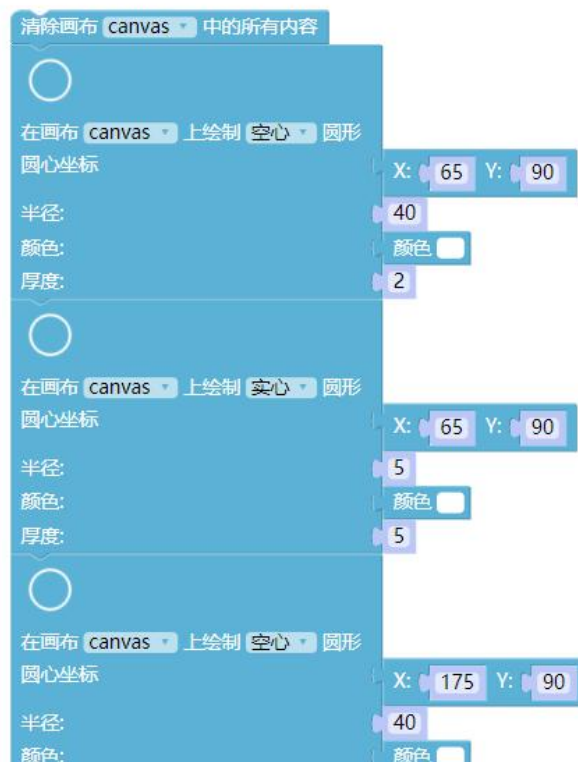 清除画布 canvas 中的所有内容
在画布 canvas 上绘制 空心 圆形
圆心坐标 X: 65 Y: 90
半径: 40
颜色: 颜色
厚度: 2
在画布 canvas 上绘制 实心 圆形
圆心坐标 X: 65 Y: 90
半径: 5
颜色: 颜色
厚度: 5
在画布 canvas 上绘制 空心 圆形
圆心坐标 X: 175 Y: 90
半径: 40
颜色: 颜色